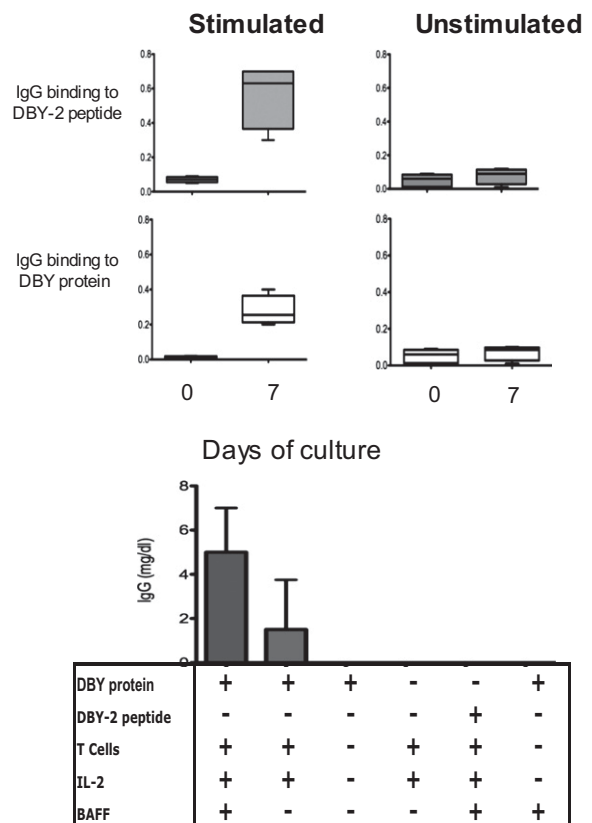 Stimulated Unstimulated
IgG binding to
DBY-2 peptide
0.8
0.6
0.4
0.2
0.0
0.8
0.6
0.4
0.2
0.0
IgG binding to
DBY protein
0.8
0.6
0.4
0.2
0.0
0.8
0.6
0.4
0.2
0.0
0 7 0 7
Days of culture
IgG (mg/dl)
8
6
4
2
0
DBY protein + + + - - +
DBY-2 peptide - - - - + -
T Cells + + - + + -
IL-2 + + - + + -
BAFF + - - - + +